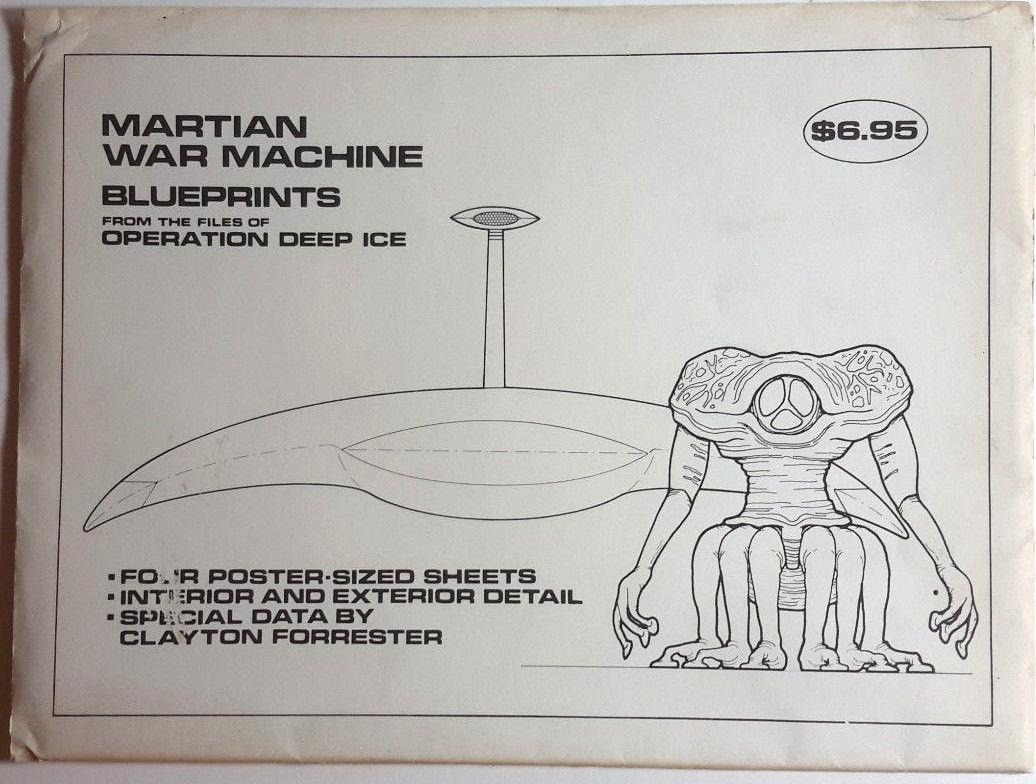 MARTIAN
WAR MACHINE
BLUEPRINTS
FROM THE FILES OF
OPERATION DEEP ICE
$6.95
▪ FOUR POSTER-SIZED SHEETS
▪ INTERIOR AND EXTERIOR DETAIL
▪ SPECIAL DATA BY
CLAYTON FORRESTER